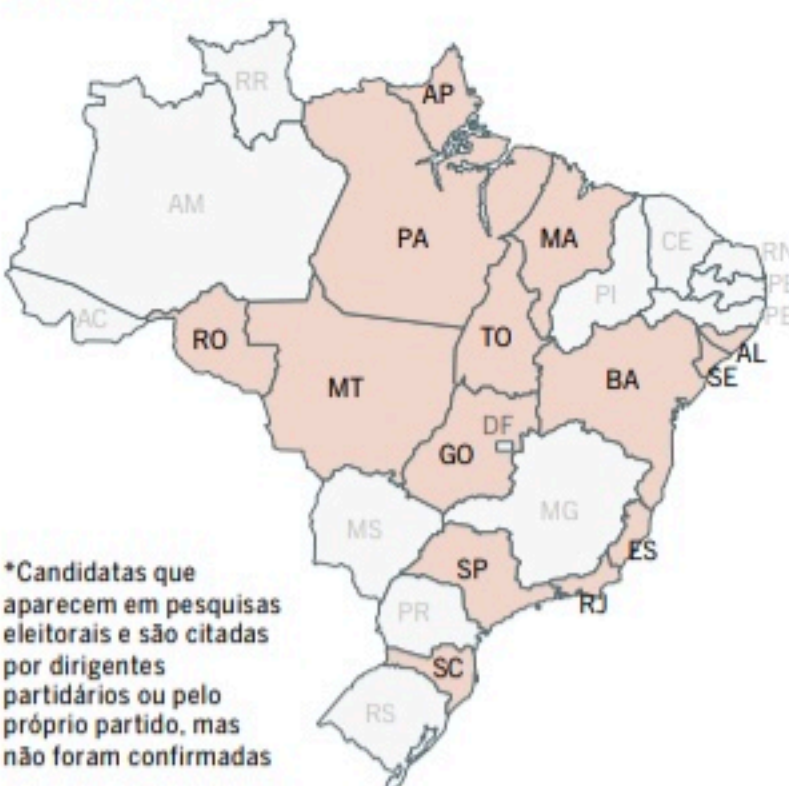 RR
AP
AM
PA
MA
CE
RN
PI
AC
RO
TO
MT
BA
AL
SE
DF
GO
MG
MS
ES
SP
RJ
PR
SC
RS
*Candidatas que
aparecem em pesquisas
eleitorais e são citadas
por dirigentes
partidários ou pelo
próprio partido, mas
não foram confirmadas